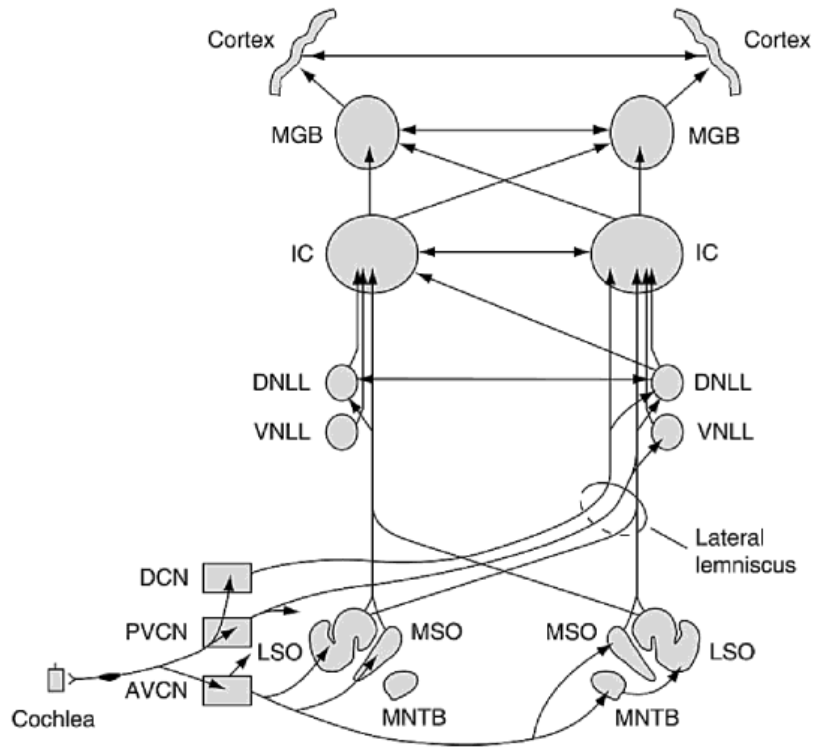 Cortex
Cortex
MGB
MGB
IC
IC
DNLL
DNLL
VNLL
VNLL
Lateral
lemniscus
DCN
PVCN
MSO
MSO
LSO
LSO
AVCN
MNTB
MNTB
Cochlea